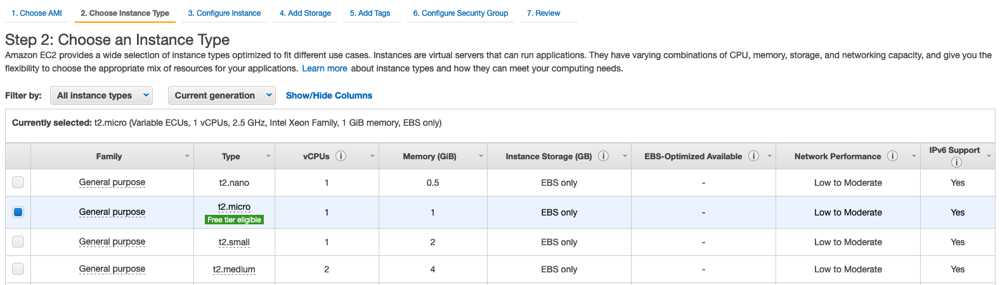 1. Choose AMI 2. Choose Instance Type 3. Configure Instance 4. Add Storage 5. Add Tags 6. Configure Security Group 7. Review
Step 2: Choose an Instance Type
Amazon EC2 provides a wide selection of instance types optimized to fit different use cases. Instances are virtual servers that can run applications. They have varying combinations of CPU, memory, storage, and networking capacity, and give you the
flexibility to choose the appropriate mix of resources for your applications. Learn more about instance types and how they can meet your computing needs.
Filter by: All instance types Current generation Show/Hide Columns
Currently selected: t2.micro (Variable ECUs, 1 vCPUs, 2.5 GHz, Intel Xeon Family, 1 GiB memory, EBS only)
Family Type vCPUs i Memory (GiB) Instance Storage (GB) i EBS-Optimized Available i Network Performance i IPv6 Support i
General purpose t2.nano 1 0.5 EBS only - Low to Moderate Yes
General purpose t2.micro 1 1 EBS only - Low to Moderate Yes
Free tier eligible
General purpose t2.small 1 2 EBS only - Low to Moderate Yes
General purpose t2.medium 2 4 EBS only - Low to Moderate Yes